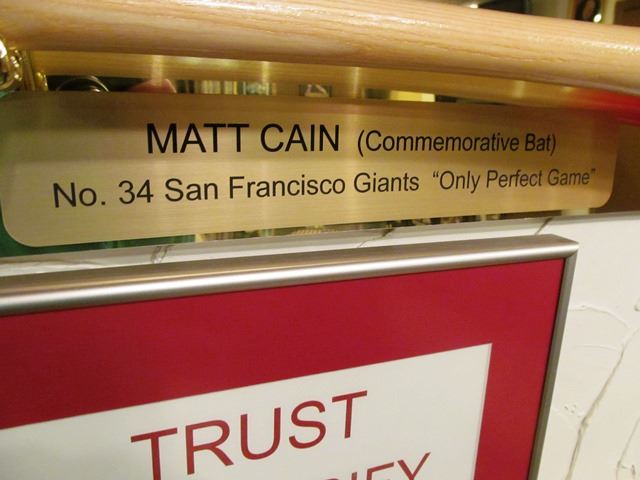 MATT CAIN (Commemorative Bat)
No. 34 San Francisco Giants "Only Perfect Game"
TRUST